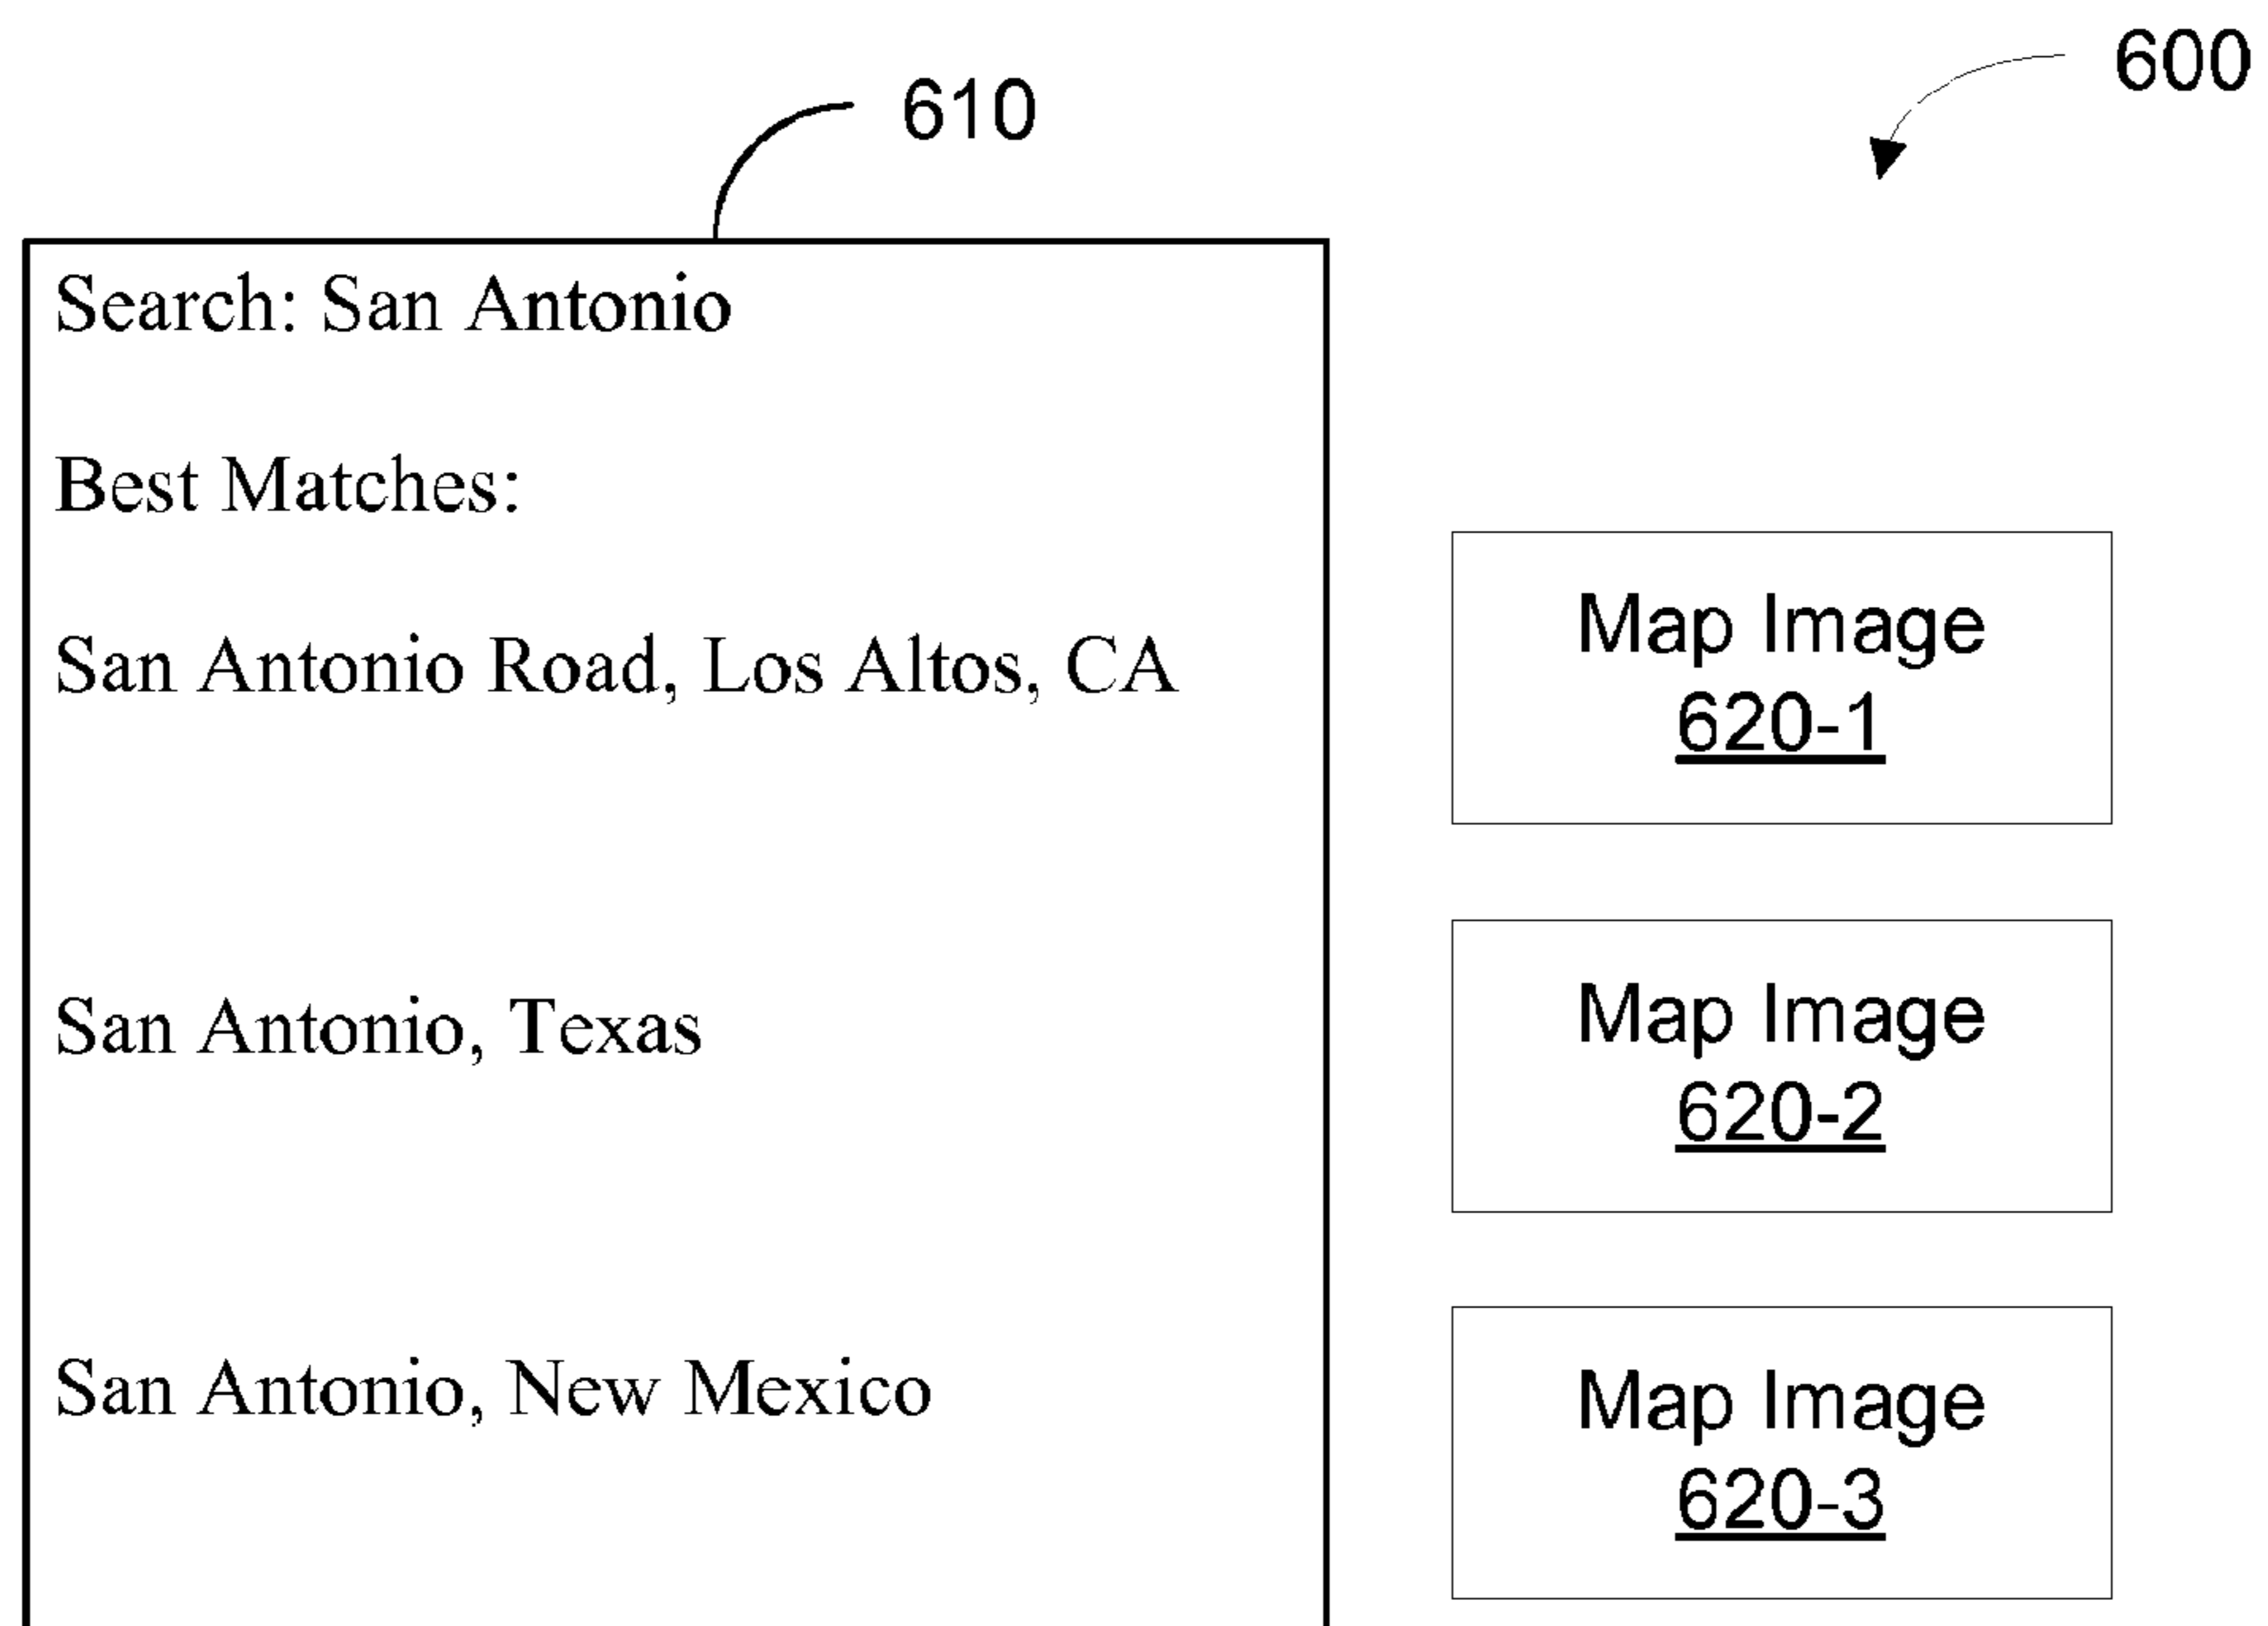 600
610
Search: San Antonio
Best Matches:
San Antonio Road, Los Altos, CA
San Antonio, Texas
San Antonio, New Mexico
Map Image
620-1
Map Image
620-2
Map Image
620-3